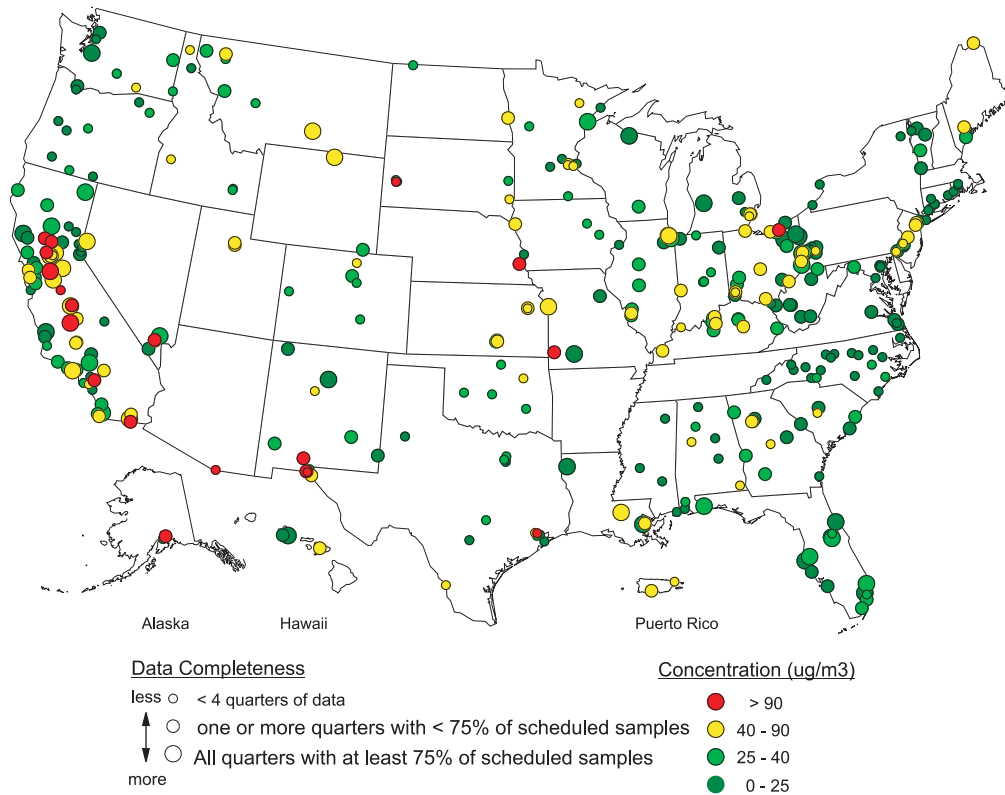 Alaska
Hawaii
Puerto Rico
Data Completeness
less
< 4 quarters of data
one or more quarters with < 75% of scheduled samples
All quarters with at least 75% of scheduled samples
more
Concentration (ug/m3)
> 90
40 - 90
25 - 40
0 - 25